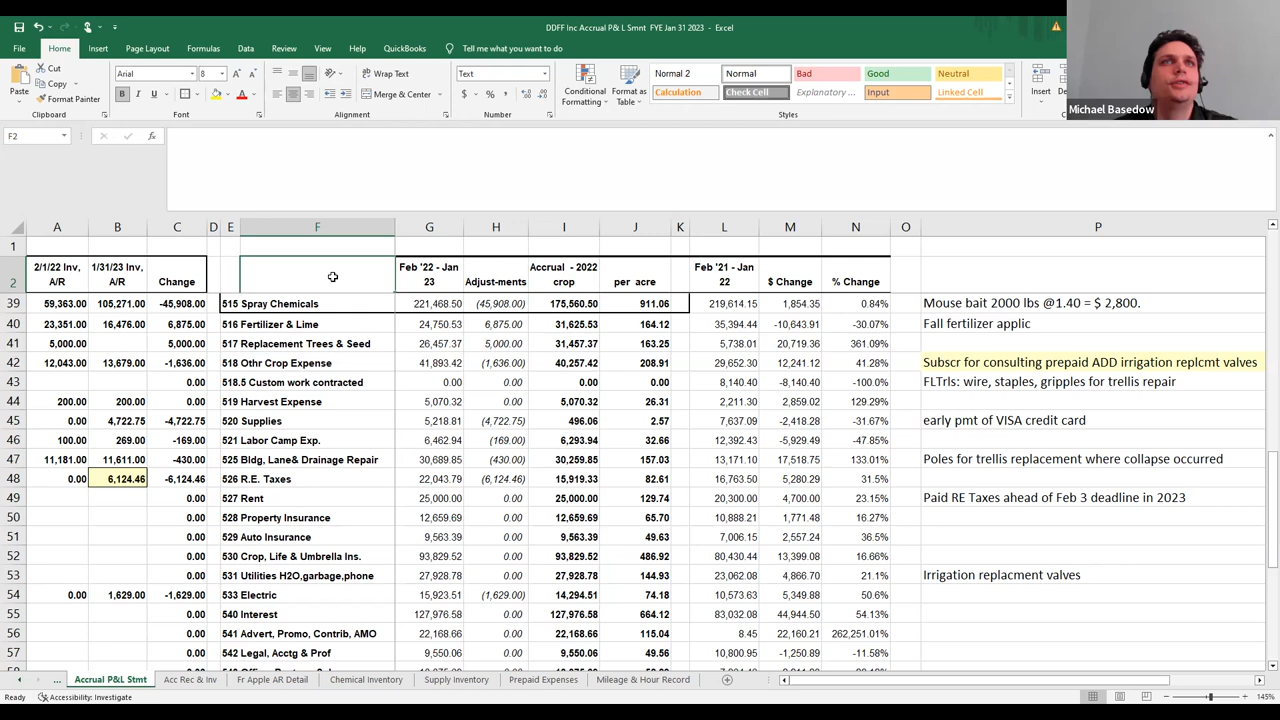 DDFF Inc Accrual P& L Smnt FYE Jan 31 2023 - Excel
File Home Insert Page Layout Formulas Data Review View Help QuickBooks Tell me what you want to do
Paste Cut Copy Format Painter Clipboard
Arial 8 Font
Wrap Text Merge & Center Alignment
Text Number
Conditional Formatting Format as Table
Normal 2 Normal Bad Good Neutral
Calculation Check Cell Explanatory ... Input Linked Cell
Styles
Insert
Michael Basedow
F2 fx
A B C D E F G H I J K L M N O P
1
2 2/1/22 Inv, A/R 1/31/23 Inv, A/R Change Feb '22 - Jan 23 Adjust-ments Accrual - 2022 crop per acre Feb '21 - Jan 22 $ Change % Change
39 59,363.00 105,271.00 -45,908.00 515 Spray Chemicals 221,468.50 (45,908.00) 175,560.50 911.06 219,614.15 1,854.35 0.84% Mouse bait 2000 lbs @1.40 = $ 2,800.
40 23,351.00 16,476.00 6,875.00 516 Fertilizer & Lime 24,750.53 6,875.00 31,625.53 164.12 35,394.44 -10,643.91 -30.07% Fall fertilizer applic
41 5,000.00 5,000.00 517 Replacement Trees & Seed 26,457.37 5,000.00 31,457.37 163.25 5,738.01 20,719.36 361.09%
42 12,043.00 13,679.00 -1,636.00 518 Othr Crop Expense 41,893.42 (1,636.00) 40,257.42 208.91 29,652.30 12,241.12 41.28% Subscr for consulting prepaid ADD irrigation replcmt valves
43 0.00 518.5 Custom work contracted 0.00 0.00 0.00 0.00 8,140.40 -8,140.40 -100.0% FLTrls: wire, staples, gripples for trellis repair
44 200.00 200.00 0.00 519 Harvest Expense 5,070.32 0.00 5,070.32 26.31 2,211.30 2,859.02 129.29%
45 0.00 4,722.75 -4,722.75 520 Supplies 5,218.81 (4,722.75) 496.06 2.57 7,637.09 -2,418.28 -31.67% early pmt of VISA credit card
46 100.00 269.00 -169.00 521 Labor Camp Exp. 6,462.94 (169.00) 6,293.94 32.66 12,392.43 -5,929.49 -47.85%
47 11,181.00 11,611.00 -430.00 525 Bldg, Lane& Drainage Repair 30,689.85 (430.00) 30,259.85 157.03 13,171.10 17,518.75 133.01% Poles for trellis replacement where collapse occurred
48 0.00 6,124.46 -6,124.46 526 R.E. Taxes 22,043.79 (6,124.46) 15,919.33 82.61 16,763.50 5,280.29 31.5%
49 0.00 527 Rent 25,000.00 0.00 25,000.00 129.74 20,300.00 4,700.00 23.15% Paid RE Taxes ahead of Feb 3 deadline in 2023
50 0.00 528 Property Insurance 12,659.69 0.00 12,659.69 65.70 10,888.21 1,771.48 16.27%
51 0.00 529 Auto Insurance 9,563.39 0.00 9,563.39 49.63 7,006.15 2,557.24 36.5%
52 0.00 530 Crop, Life & Umbrella Ins. 93,829.52 0.00 93,829.52 486.92 80,430.44 13,399.08 16.66%
53 0.00 531 Utilities H2O,garbage,phone 27,928.78 0.00 27,928.78 144.93 23,062.08 4,866.70 21.1% Irrigation replacment valves
54 0.00 1,629.00 -1,629.00 533 Electric 15,923.51 (1,629.00) 14,294.51 74.18 10,573.63 5,349.88 50.6%
55 0.00 540 Interest 127,976.58 0.00 127,976.58 664.12 83,032.08 44,944.50 54.13%
56 0.00 541 Advert, Promo, Contrib, AMO 22,168.66 0.00 22,168.66 115.04 8.45 22,160.21 262,251.01%
57 0.00 542 Legal, Acctg & Prof 9,550.06 0.00 9,550.06 49.56 10,800.95 -1,250.89 -11.58%
... Accrual P&L Stmt Acc Rec & Inv Fr Apple AR Detail Chemical Inventory Supply Inventory Prepaid Expenses Mileage & Hour Record
Ready Accessibility: Investigate 145%